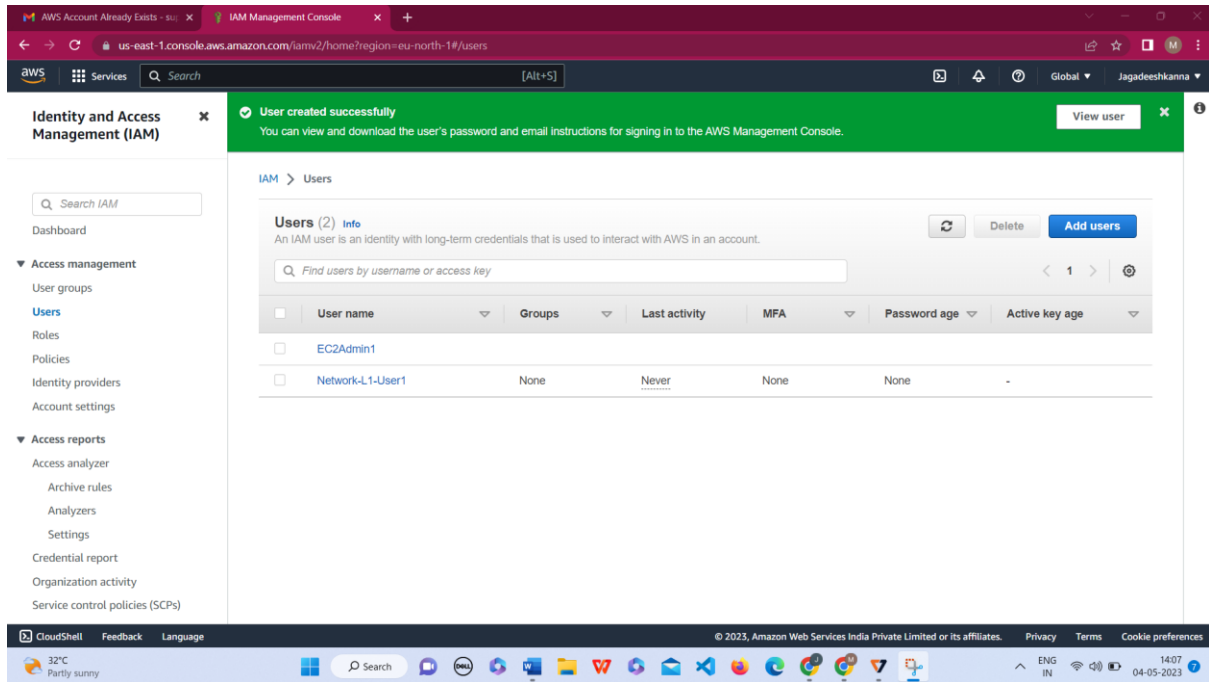 AWS Account Already Exists - sup
IAM Management Console
us-east-1.console.aws.amazon.com/iamv2/home?region=eu-north-1#/users
M
aws
Services
Search
[Alt+S]
Global
Jagadeeshkanna
Identity and Access
Management (IAM)
Search IAM
Dashboard
Access management
User groups
Users
Roles
Policies
Identity providers
Account settings
Access reports
Access analyzer
Archive rules
Analyzers
Settings
Credential report
Organization activity
Service control policies (SCPs)
User created successfully
You can view and download the user's password and email instructions for signing in to the AWS Management Console.
View user
IAM > Users
Users (2) Info
An IAM user is an identity with long-term credentials that is used to interact with AWS in an account.
Delete
Add users
Find users by username or access key
1
User name Groups Last activity MFA Password age Active key age
EC2Admin1
Network-L1-User1 None Never None None -
CloudShell Feedback Language
© 2023, Amazon Web Services India Private Limited or its affiliates. Privacy Terms Cookie preferences
32°C
Partly sunny
Search
DELL
ENG
IN
14:07
04-05-2023
7